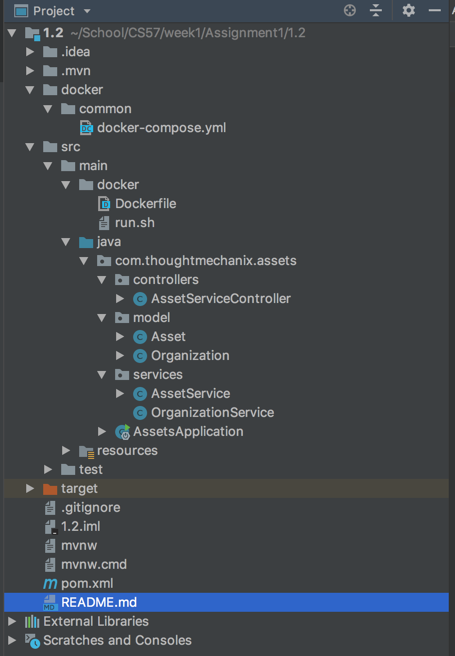 Project
1.2 ~/School/CS57/week1/Assignment1/1.2
.idea
.mvn
docker
common
docker-compose.yml
src
main
docker
Dockerfile
run.sh
java
com.thoughtmechanix.assets
controllers
AssetServiceController
model
Asset
Organization
services
AssetService
OrganizationService
AssetsApplication
resources
test
target
.gitignore
1.2.iml
mvnw
mvnw.cmd
pom.xml
README.md
External Libraries
Scratches and Consoles